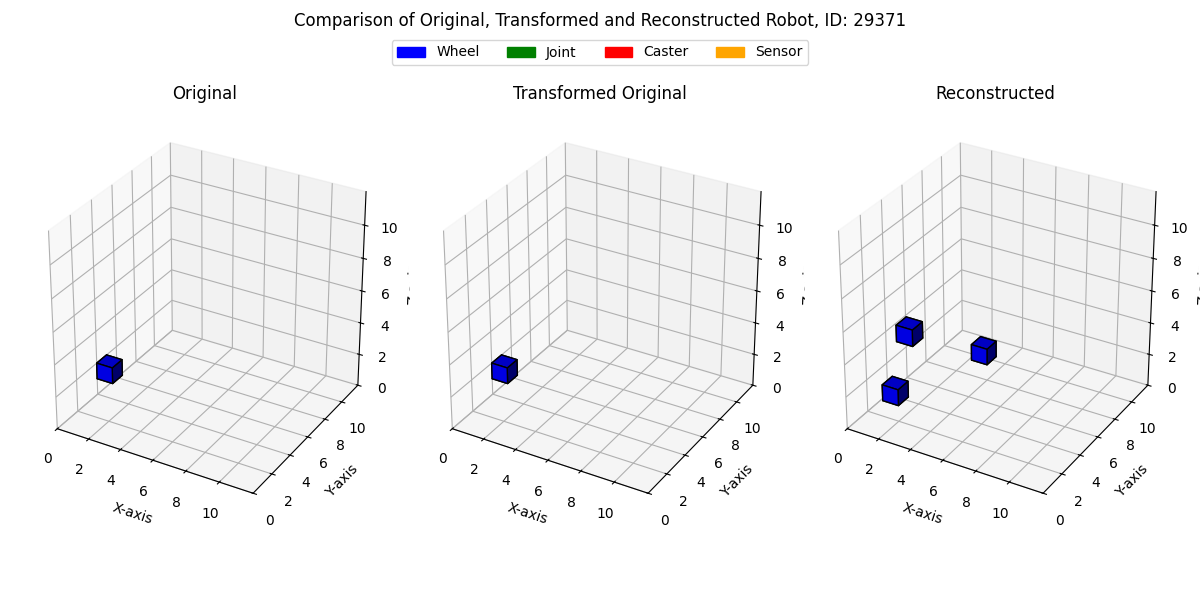 Comparison of Original, Transformed and Reconstructed Robot, ID: 29371
Wheel Joint Caster Sensor
Original
Transformed Original
Reconstructed
0 2 4 6 8 10
X-axis
0 2 4 6 8 10
Y-axis
0 2 4 6 8 10
0 2 4 6 8 10
X-axis
0 2 4 6 8 10
Y-axis
0 2 4 6 8 10
0 2 4 6 8 10
X-axis
0 2 4 6 8 10
Y-axis
0 2 4 6 8 10